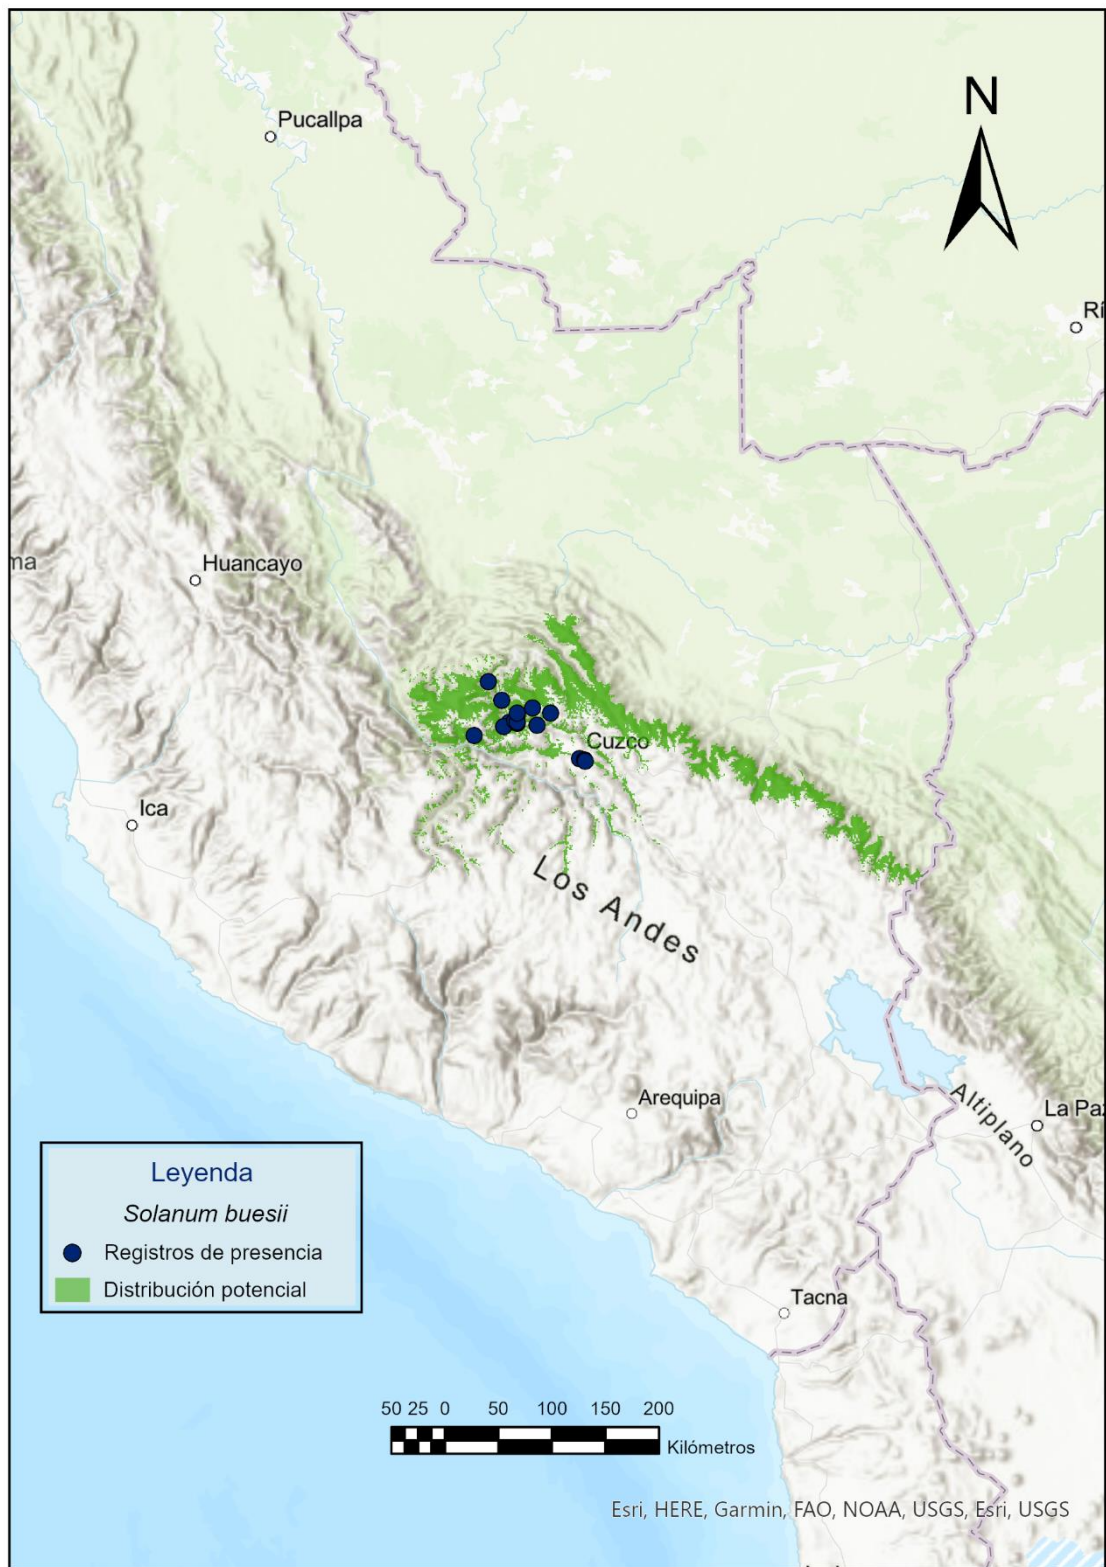 N
Pucallpa
Rí
ma
Huancayo
Cuzco
Ica
Los Andes
Arequipa
Altiplano
La Paz
Leyenda
Solanum buesii
Registros de presencia
Distribución potencial
Tacna
50 25 0 50 100 150 200
Kilómetros
Esri, HERE, Garmin, FAO, NOAA, USGS, Esri, USGS